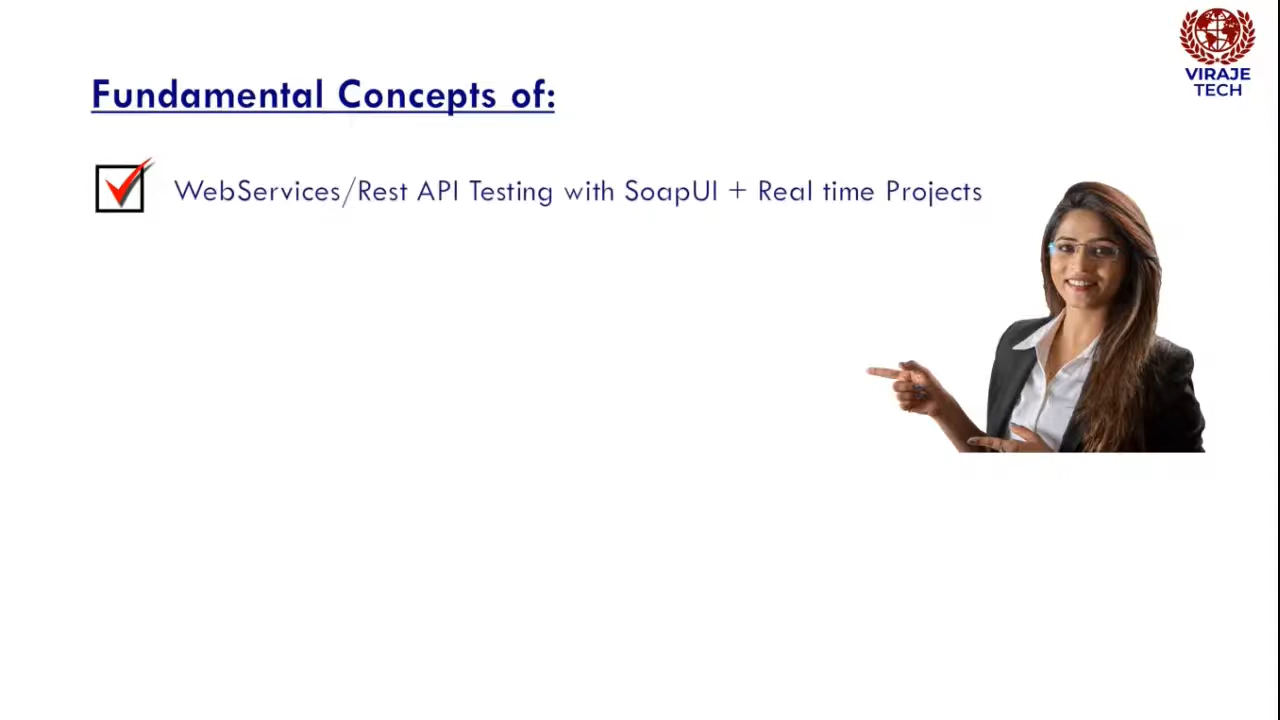 VIRAJE
TECH
Fundamental Concepts of:
WebServices/Rest API Testing with SoapUI + Real time Projects